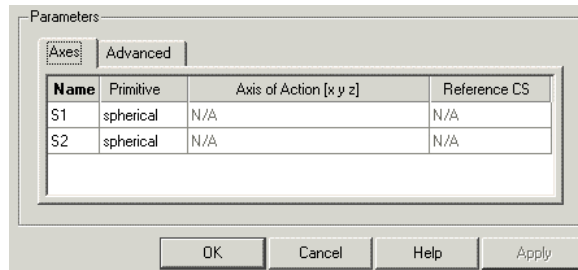 Parameters
Axes Advanced
Name Primitive Axis of Action [x y z] Reference CS
S1 spherical N/A N/A
S2 spherical N/A N/A
OK Cancel Help Apply